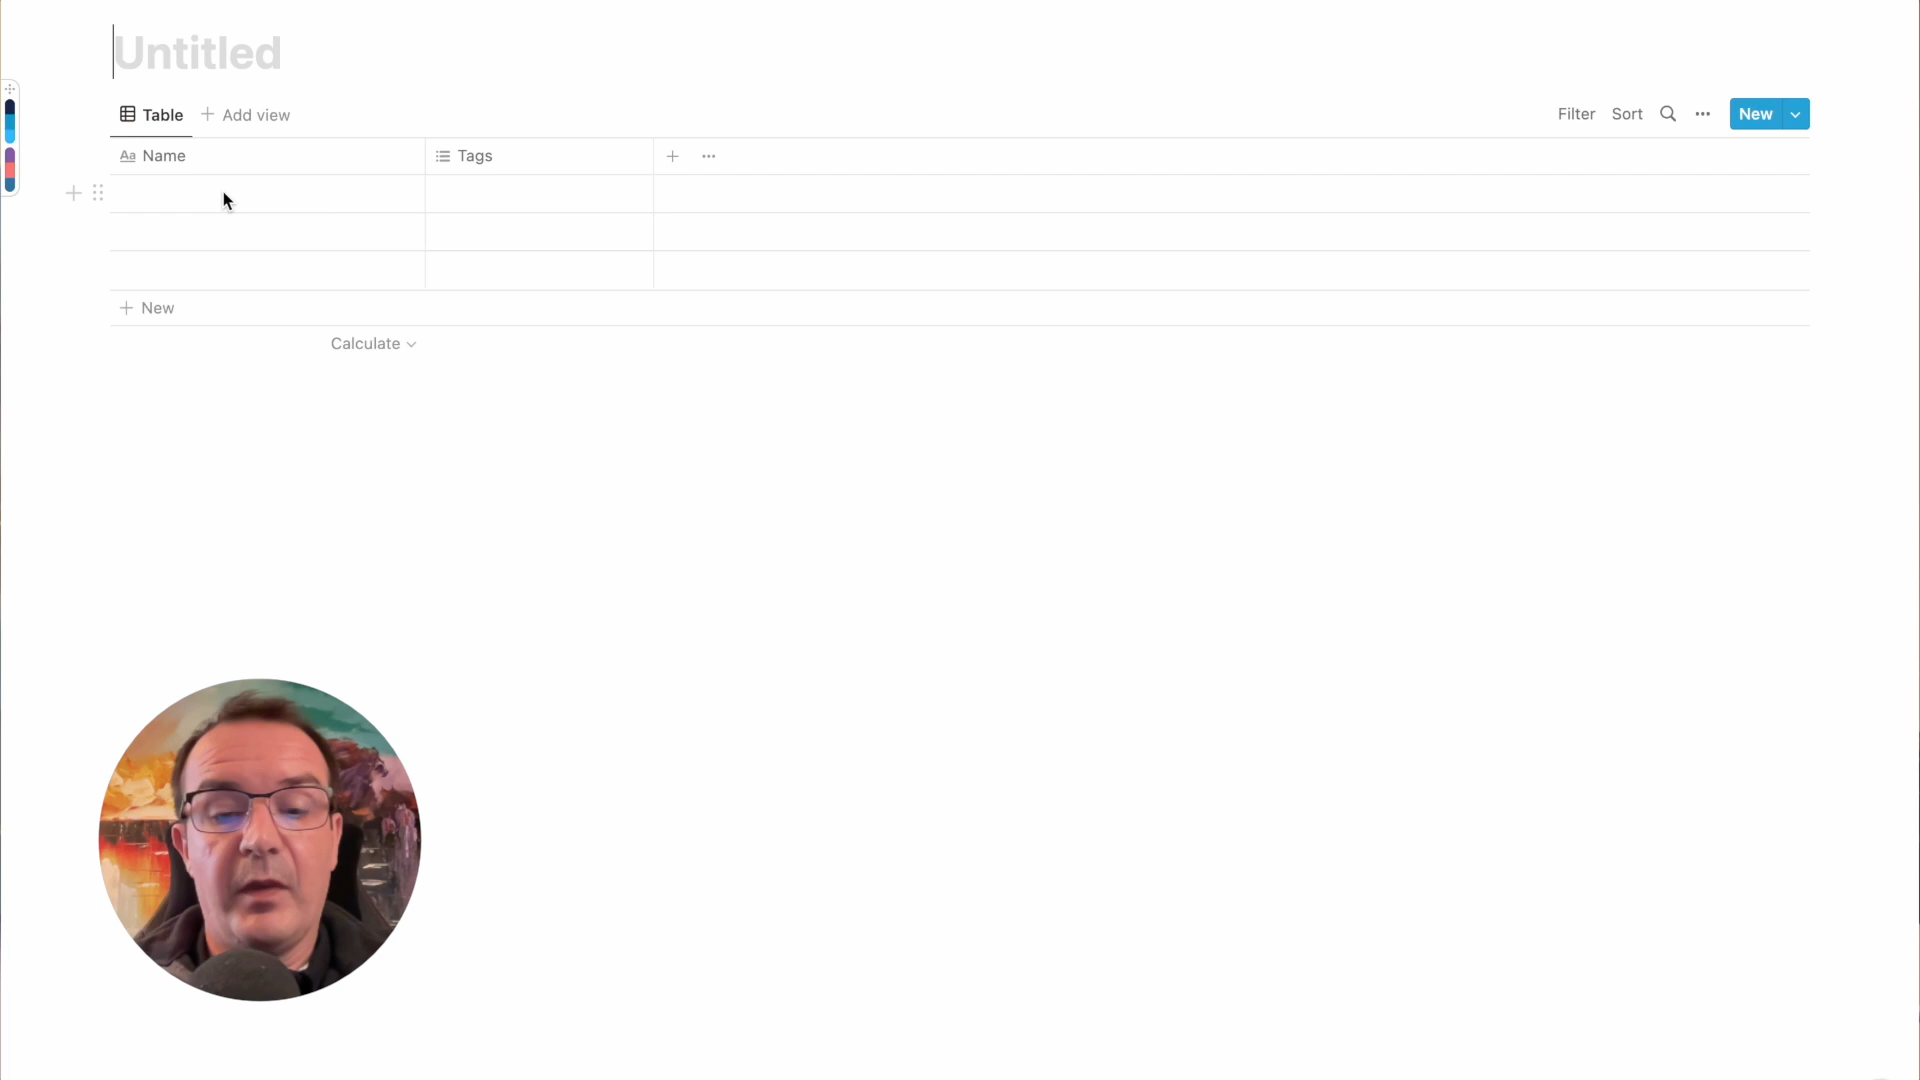 Untitled
Table Add view Filter Sort New
Aa Name Tags
New
Calculate